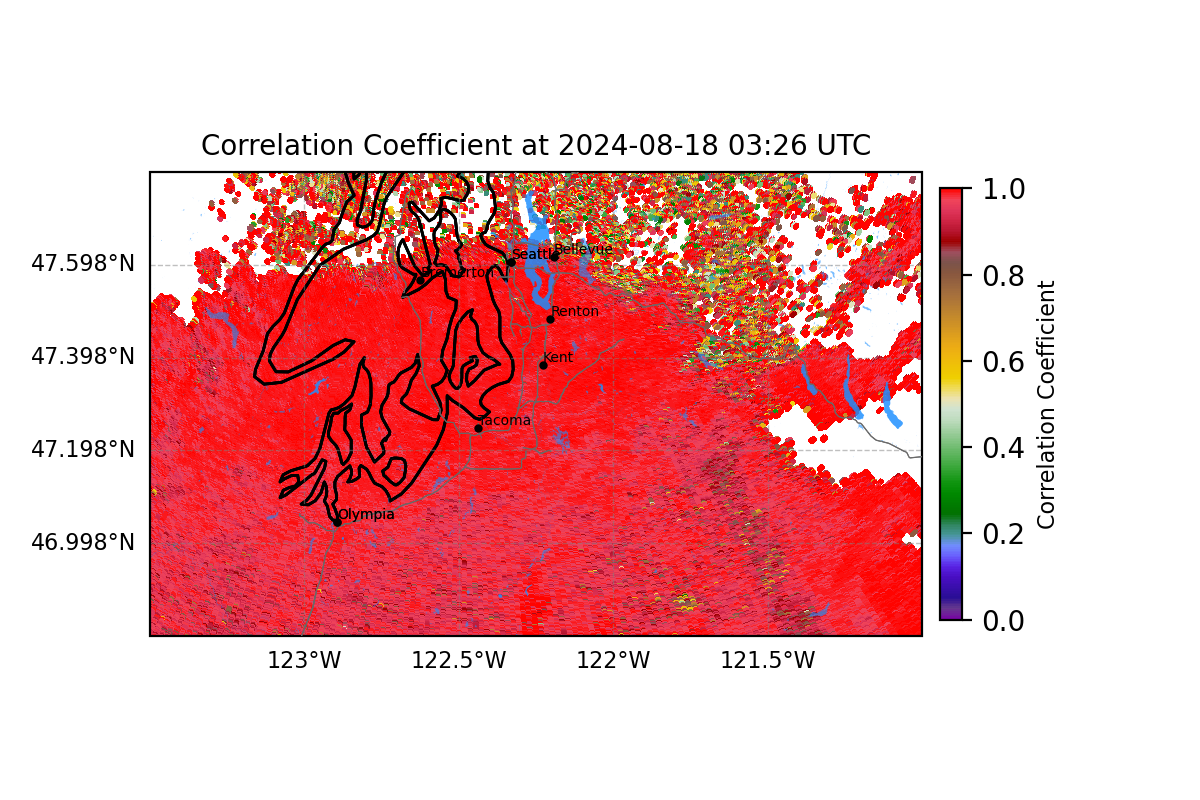 Correlation Coefficient at 2024-08-18 03:26 UTC
47.598°N
47.398°N
47.198°N
46.998°N
123°W
122.5°W
122°W
121.5°W
Seattle
Bellevue
Bremerton
Renton
Kent
Tacoma
Olympia
1.0
0.8
0.6
0.4
0.2
0.0
Correlation Coefficient